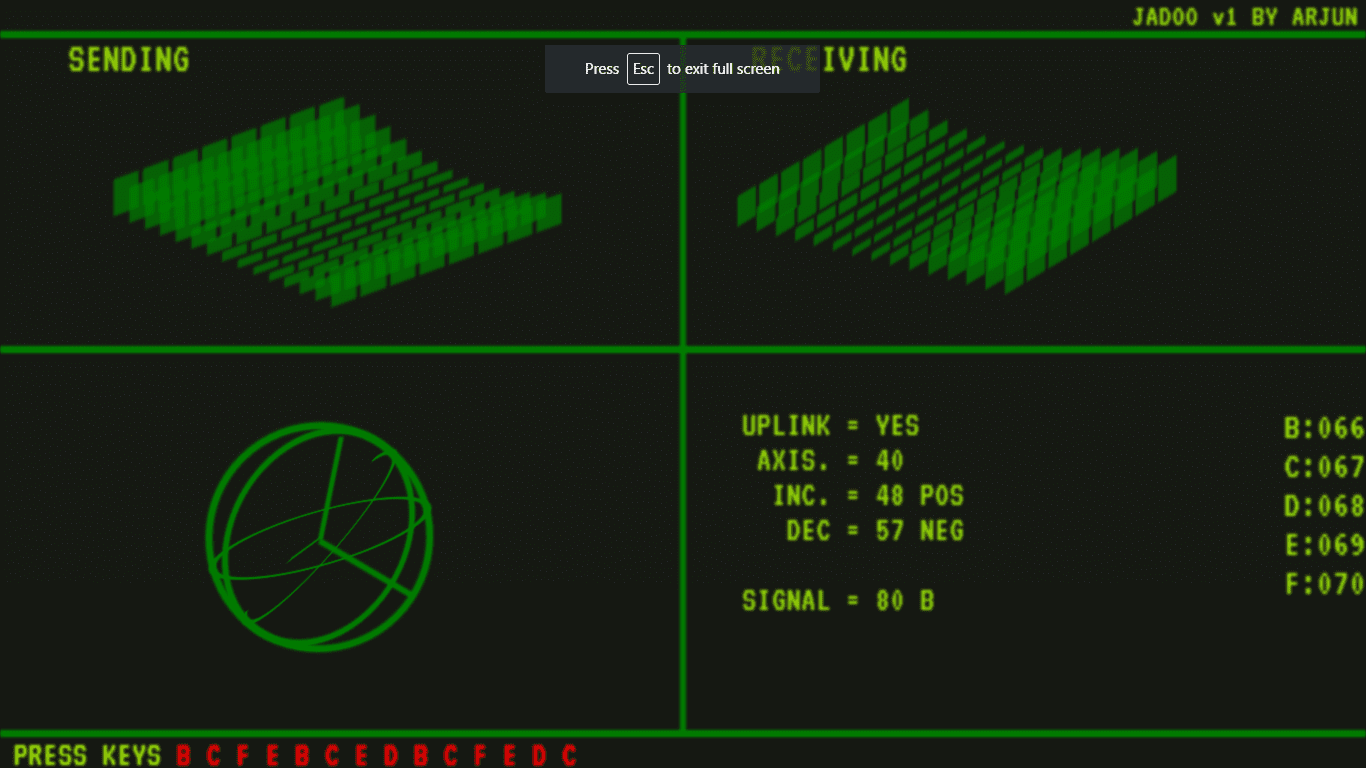 JADOO v1 BY ARJUN
SENDING
RECEIVING
Press Esc to exit full screen
UPLINK = YES
AXIS. = 40
INC. = 48 POS
DEC = 57 NEG
SIGNAL = 80 B
B:066
C:067
D:068
E:069
F:070
PRESS KEYS B C F E B C E D B C F E D C